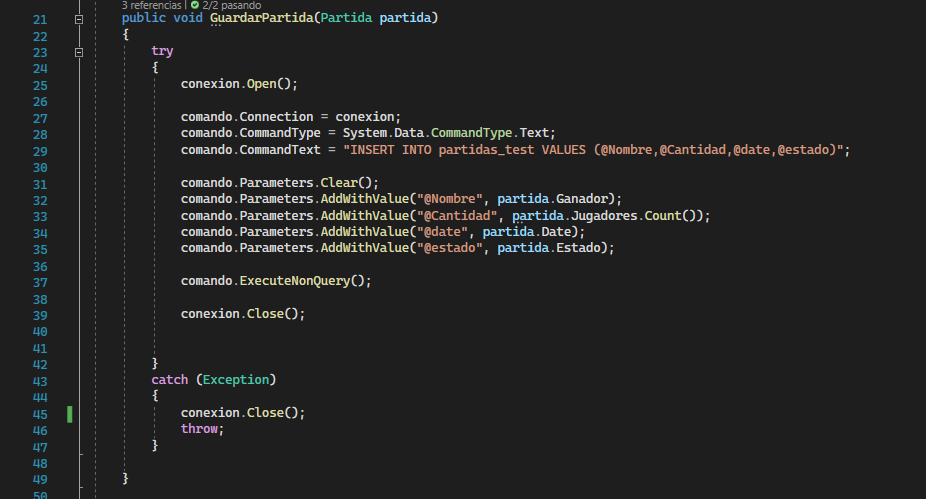 3 referencias | 2/2 pasando
21 public void GuardarPartida(Partida partida)
22 {
23 try
24 {
25 conexion.Open();
26
27 comando.Connection = conexion;
28 comando.CommandType = System.Data.CommandType.Text;
29 comando.CommandText = "INSERT INTO partidas_test VALUES (@Nombre,@Cantidad,@date,@estado)";
30
31 comando.Parameters.Clear();
32 comando.Parameters.AddWithValue("@Nombre", partida.Ganador);
33 comando.Parameters.AddWithValue("@Cantidad", partida.Jugadores.Count());
34 comando.Parameters.AddWithValue("@date", partida.Date);
35 comando.Parameters.AddWithValue("@estado", partida.Estado);
36
37 comando.ExecuteNonQuery();
38
39 conexion.Close();
40
41
42 }
43 catch (Exception)
44 {
45 conexion.Close();
46 throw;
47 }
48
49 }
50